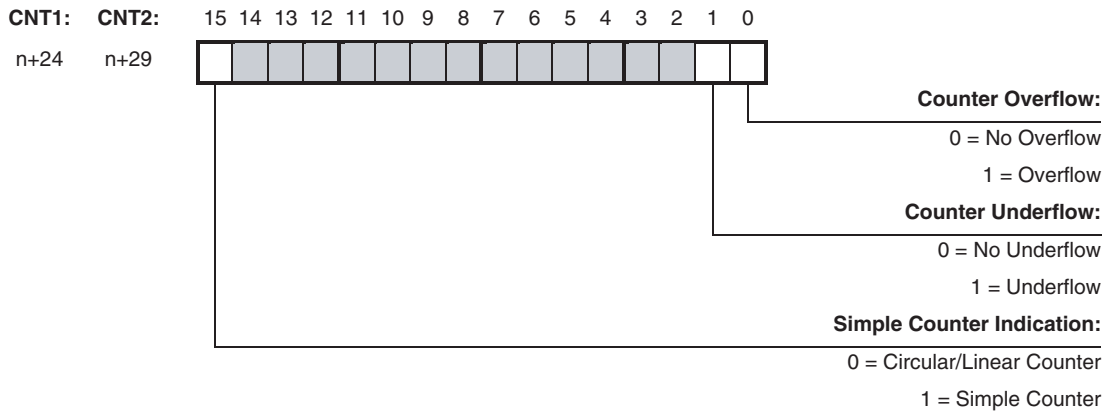 CNT1: CNT2: 15 14 13 12 11 10 9 8 7 6 5 4 3 2 1 0
n+24 n+29
Counter Overflow:
0 = No Overflow
1 = Overflow
Counter Underflow:
0 = No Underflow
1 = Underflow
Simple Counter Indication:
0 = Circular/Linear Counter
1 = Simple Counter